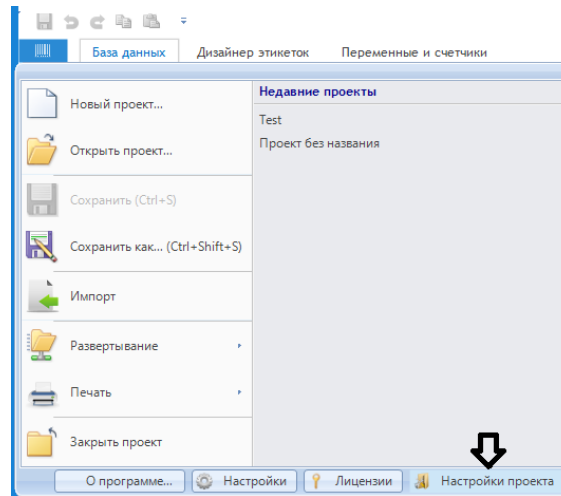 База данных Дизайнер этикеток Переменные и счетчики
Новый проект...
Открыть проект...
Сохранить (Ctrl+S)
Сохранить как... (Ctrl+Shift+S)
Импорт
Развертывание
Печать
Закрыть проект
Недавние проекты
Test
Проект без названия
О программе... Настройки Лицензии Настройки проекта